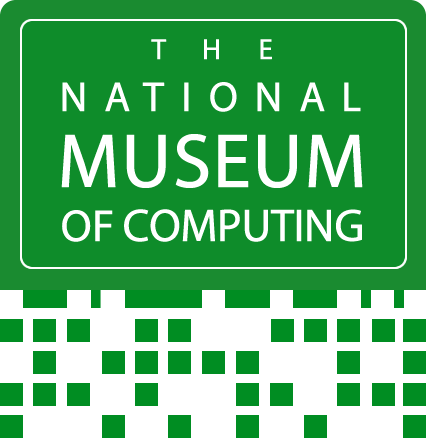 THE
NATIONAL
MUSEUM
OF COMPUTING